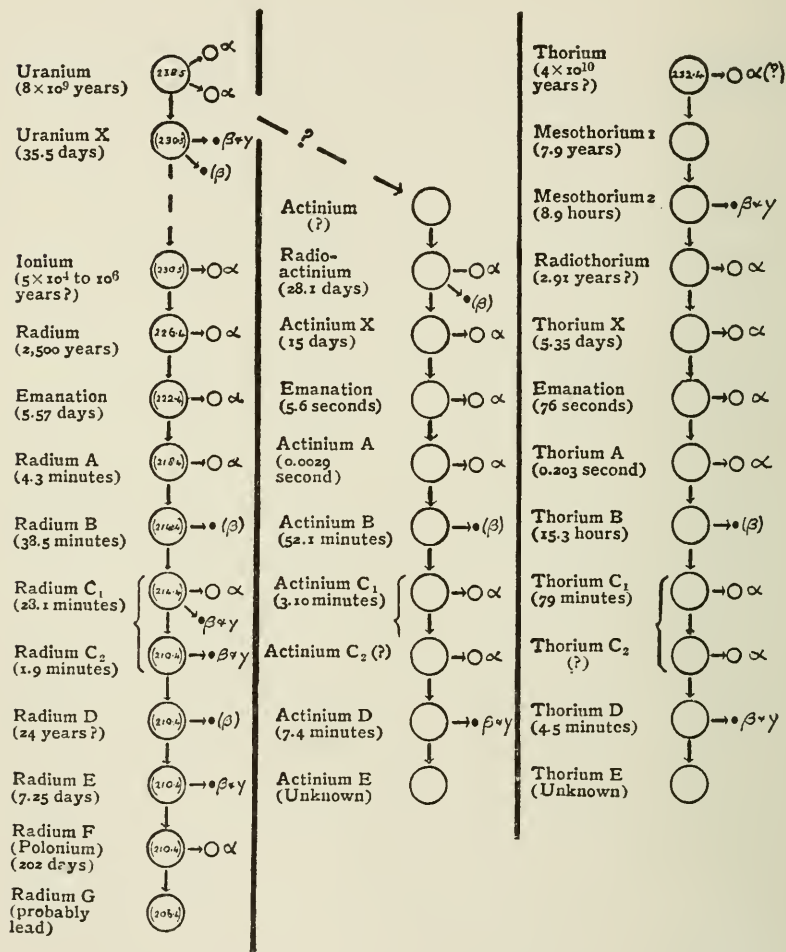 Uranium
(8×10⁹ years)
238.5
α
α
Uranium X
(35.5 days)
(230.5)
β+γ
(β)
?
Ionium
(5×10⁴ to 10⁶
years?)
(230.5)
α
Radium
(2,500 years)
226.4
α
Emanation
(5.57 days)
(222.4)
α
Radium A
(4.3 minutes)
(218.4)
α
Radium B
(38.5 minutes)
(214.4)
(β)
Radium C₁
(28.1 minutes)
(214.4)
α
β+γ
Radium C₂
(1.9 minutes)
(210.4)
β+γ
Radium D
(24 years?)
(210.4)
(β)
Radium E
(7.25 days)
(210.4)
β+γ
Radium F
(Polonium)
(202 days)
(210.4)
α
Radium G
(probably
lead)
(206.4)
Actinium
(?)
Radio-
actinium
(28.1 days)
α
(β)
Actinium X
(15 days)
α
Emanation
(5.6 seconds)
α
Actinium A
(0.0029
second)
α
Actinium B
(52.1 minutes)
(β)
Actinium C₁
(3.10 minutes)
α
Actinium C₂ (?)
α
Actinium D
(7.4 minutes)
β+γ
Actinium E
(Unknown)
Thorium
(4×10¹⁰
years?)
232.4
α(?)
Mesothorium 1
(7.9 years)
Mesothorium 2
(8.9 hours)
β+γ
Radiothorium
(2.91 years?)
α
Thorium X
(5.35 days)
α
Emanation
(76 seconds)
α
Thorium A
(0.203 second)
α
Thorium B
(15.3 hours)
(β)
Thorium C₁
(79 minutes)
α
Thorium C₂
(?)
α
Thorium D
(4.5 minutes)
β+γ
Thorium E
(Unknown)